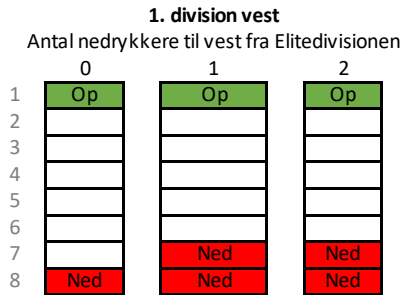 1. division vest
Antal nedrykkere til vest fra Elitedivisionen
0 1 2
1 Op Op Op
2
3
4
5
6
7 Ned Ned
8 Ned Ned Ned